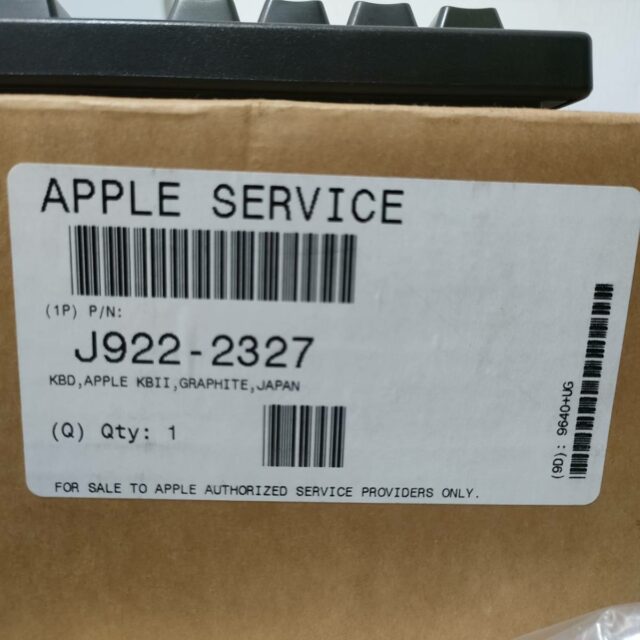 APPLE SERVICE
(1P) P/N:
J922-2327
KBD,APPLE KBII,GRAPHITE,JAPAN
(Q) Qty: 1
FOR SALE TO APPLE AUTHORIZED SERVICE PROVIDERS ONLY.
(9D): 9640+UG